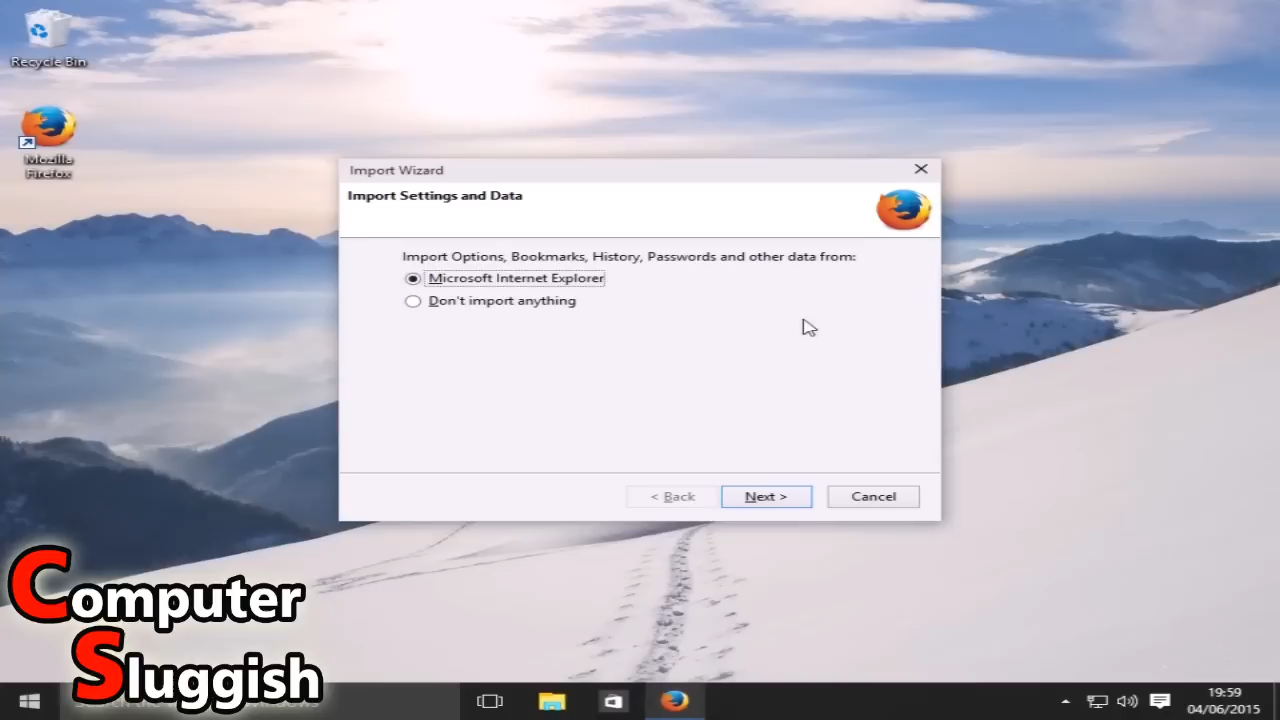 Recycle Bin
Mozilla
Firefox
Import Wizard
Import Settings and Data
Import Options, Bookmarks, History, Passwords and other data from:
Microsoft Internet Explorer
Don't import anything
< Back
Next >
Cancel
Computer
Sluggish
19:59
04/06/2015